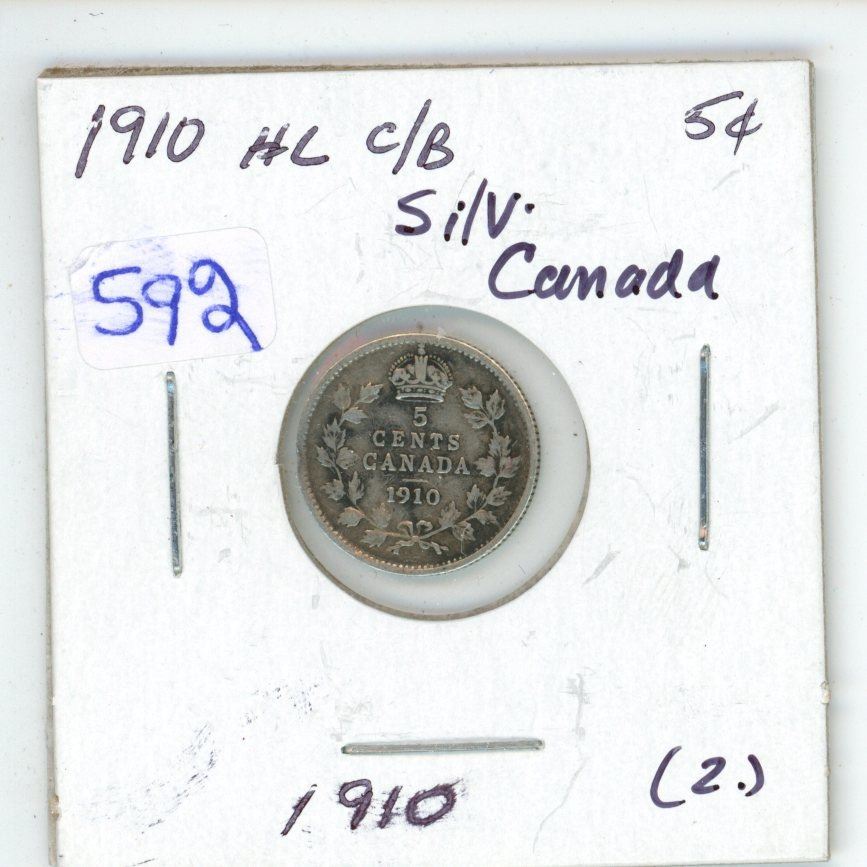 1910 HL C/B 5¢
Silv.
Canada
592
5
CENTS
CANADA
1910
1910 (2.)